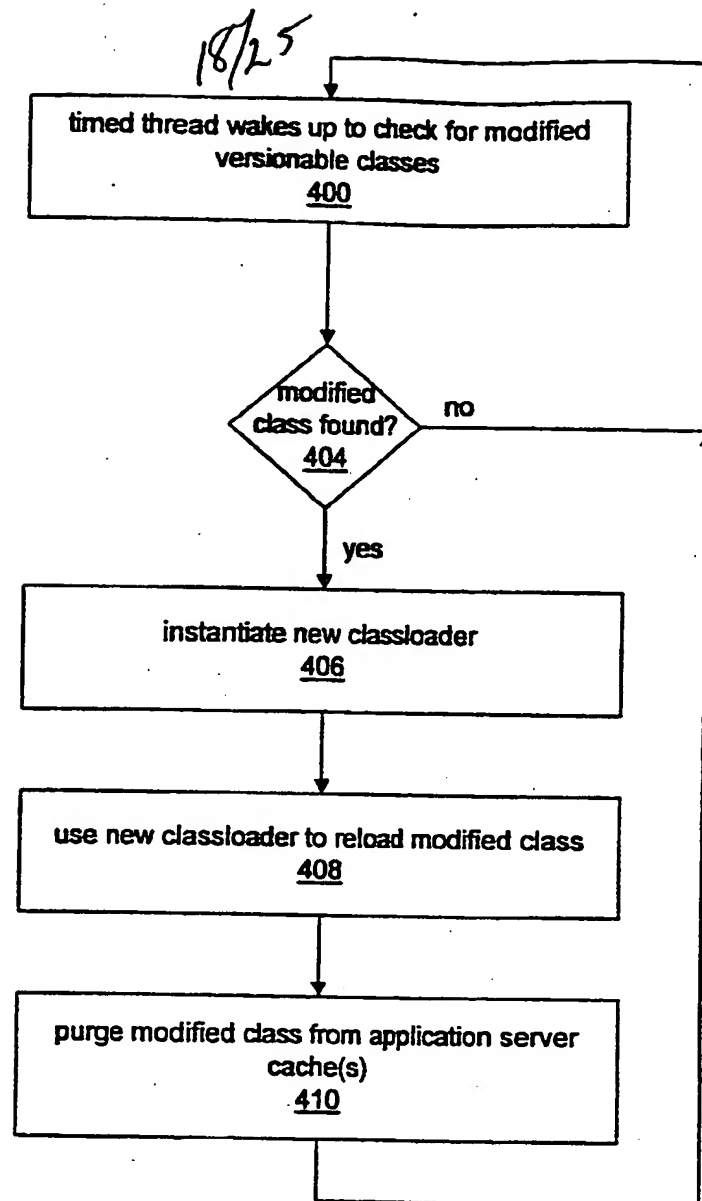 18/25
timed thread wakes up to check for modified
versionable classes
400
modified
class found?
404
no
yes
instantiate new classloader
406
use new classloader to reload modified class
408
purge modified class from application server
cache(s)
410